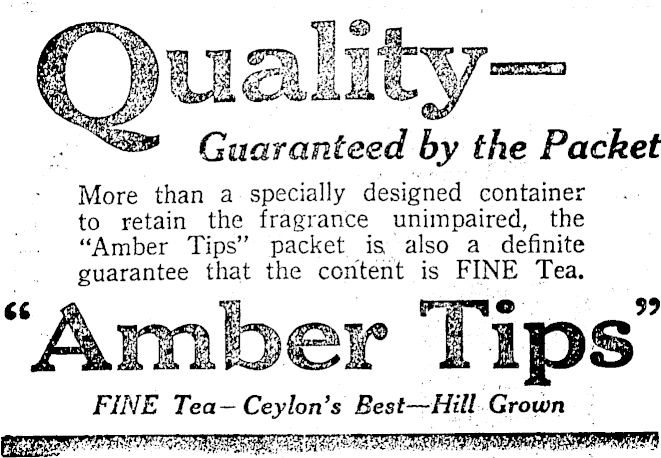 Quality—
Guaranteed by the Packet
More than a specially designed container
to retain the fragrance unimpaired, the
“Amber Tips” packet is also a definite
guarantee that the content is FINE Tea.
“Amber Tips”
FINE Tea—Ceylon's Best—Hill Grown